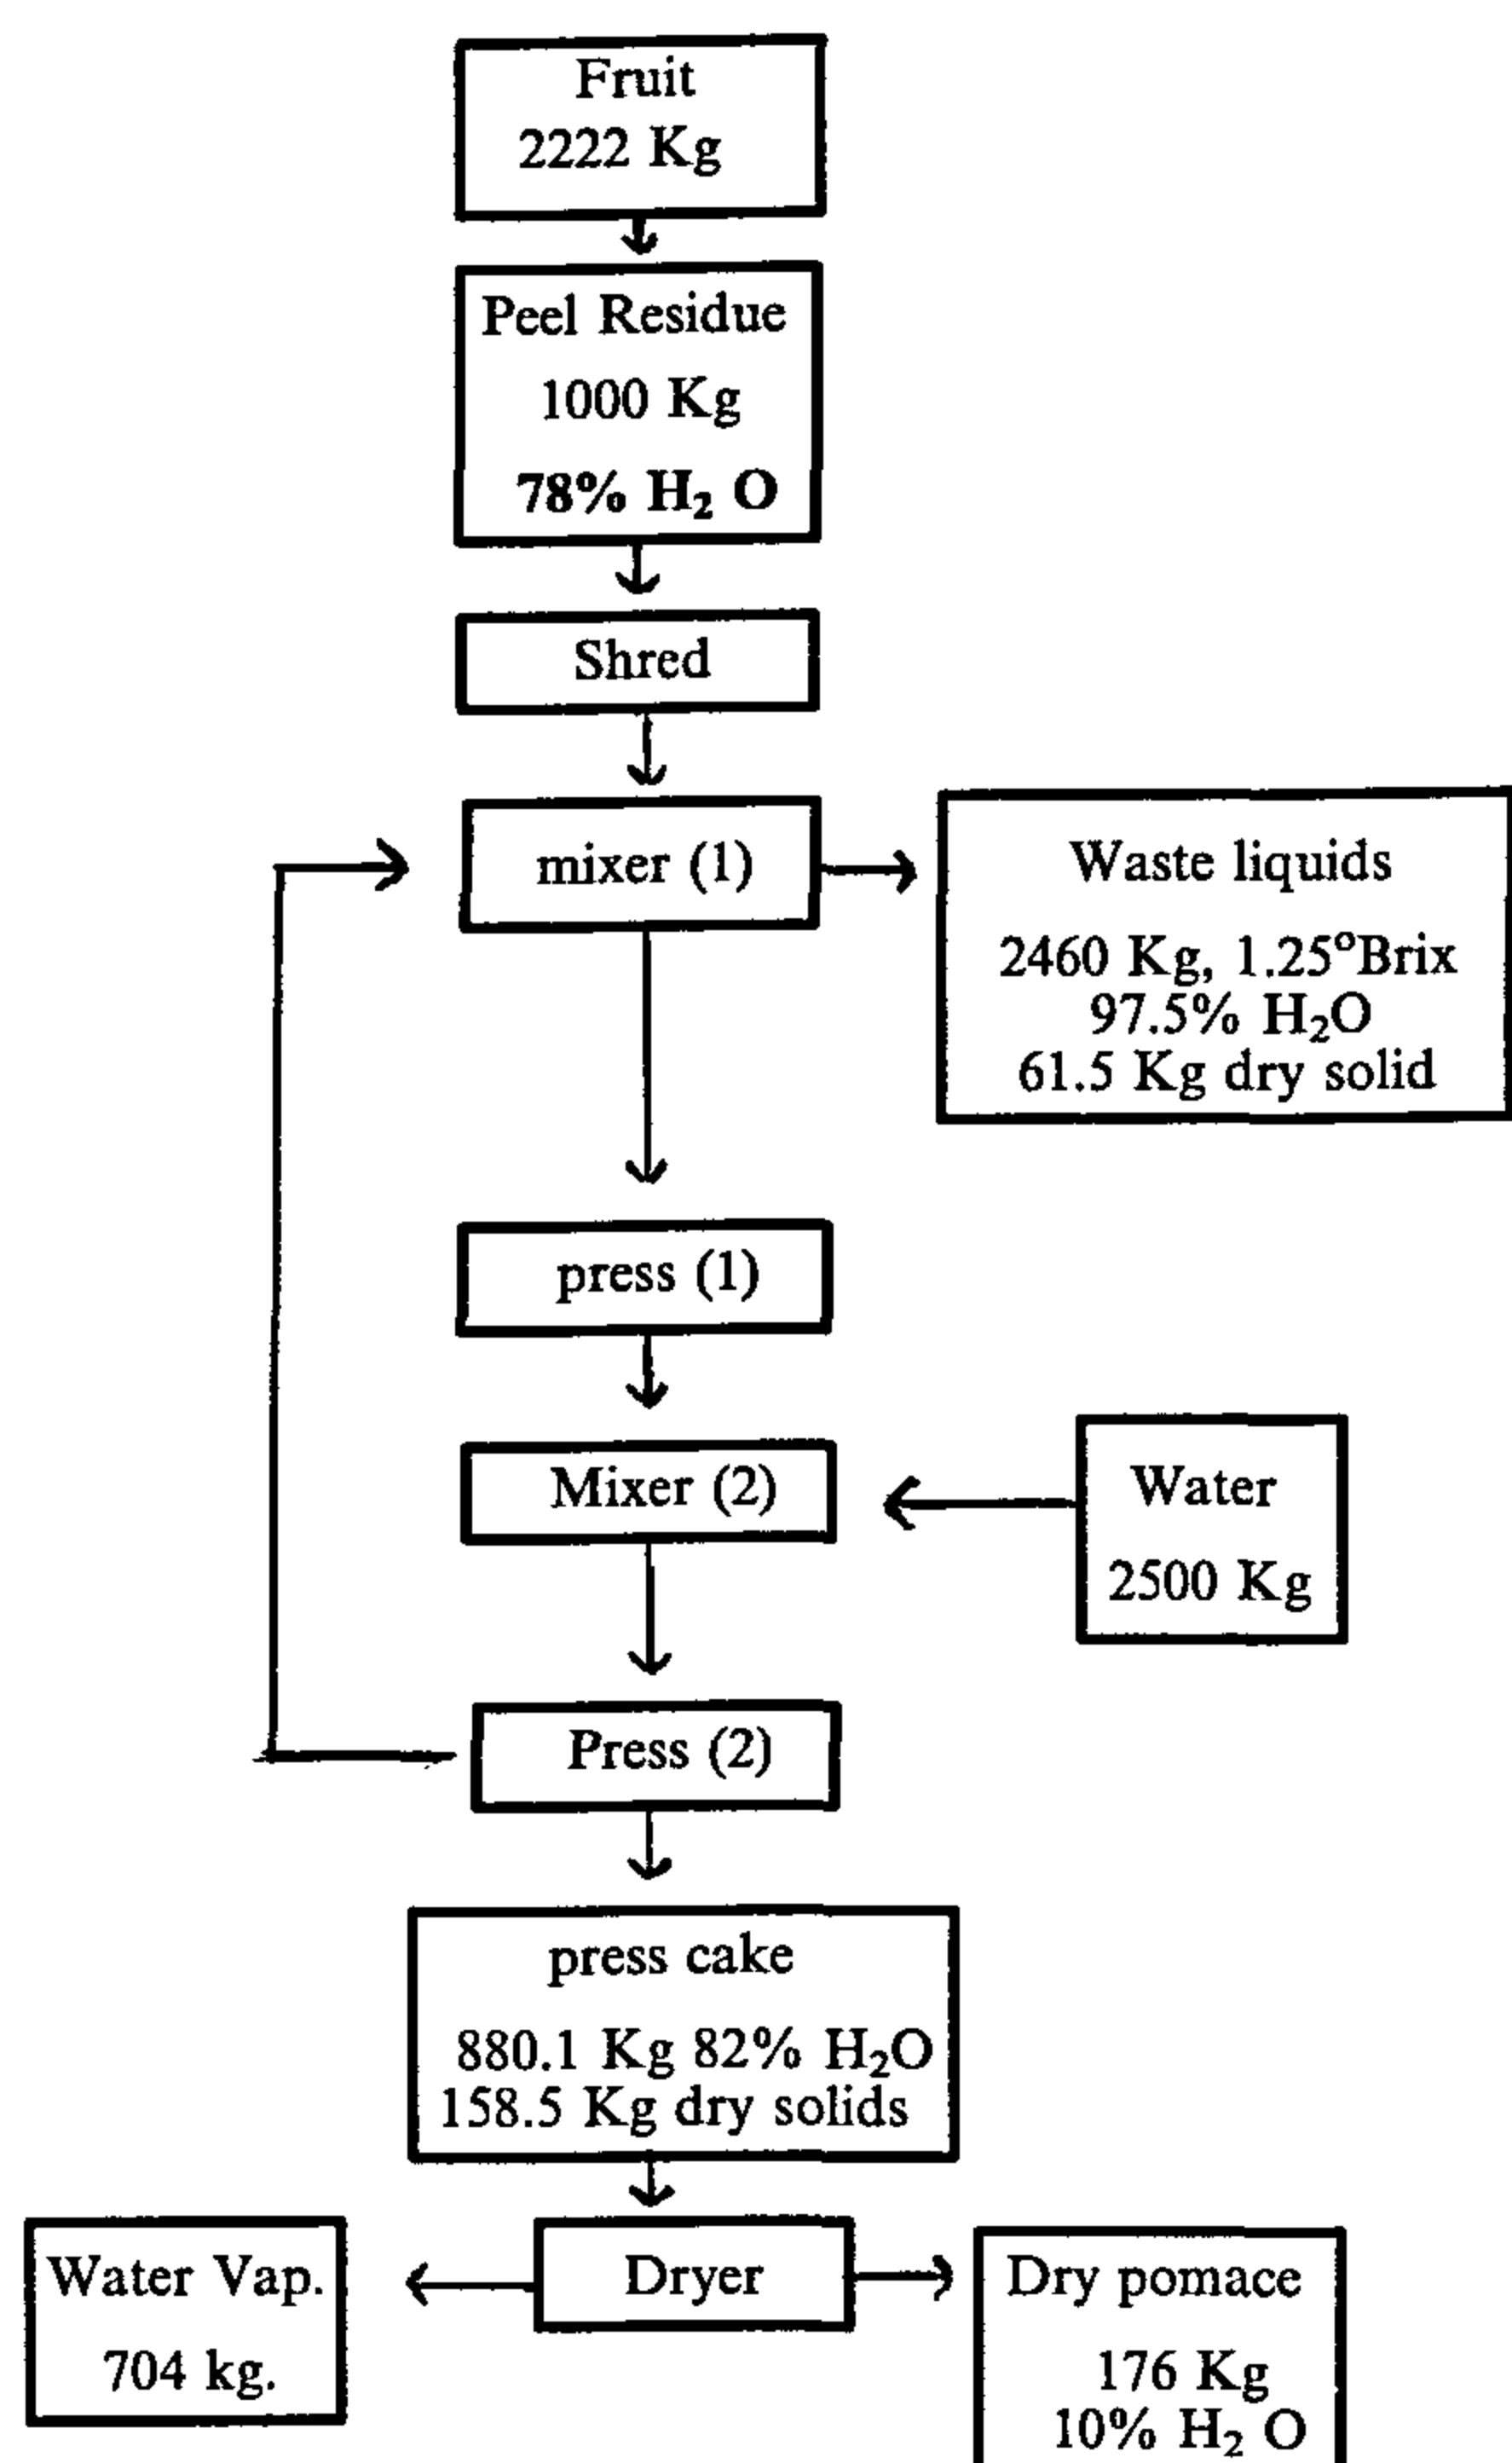 Fruit
2222 Kg
Peel Residue
1000 Kg
78% H₂ O
Shred
mixer (1)
Waste liquids
2460 Kg, 1.25°Brix
97.5% H₂O
61.5 Kg dry solid
press (1)
Mixer (2)
Water
2500 Kg
Press (2)
press cake
880.1 Kg 82% H₂O
158.5 Kg dry solids
Water Vap.
704 kg.
Dryer
Dry pomace
176 Kg
10% H₂ O